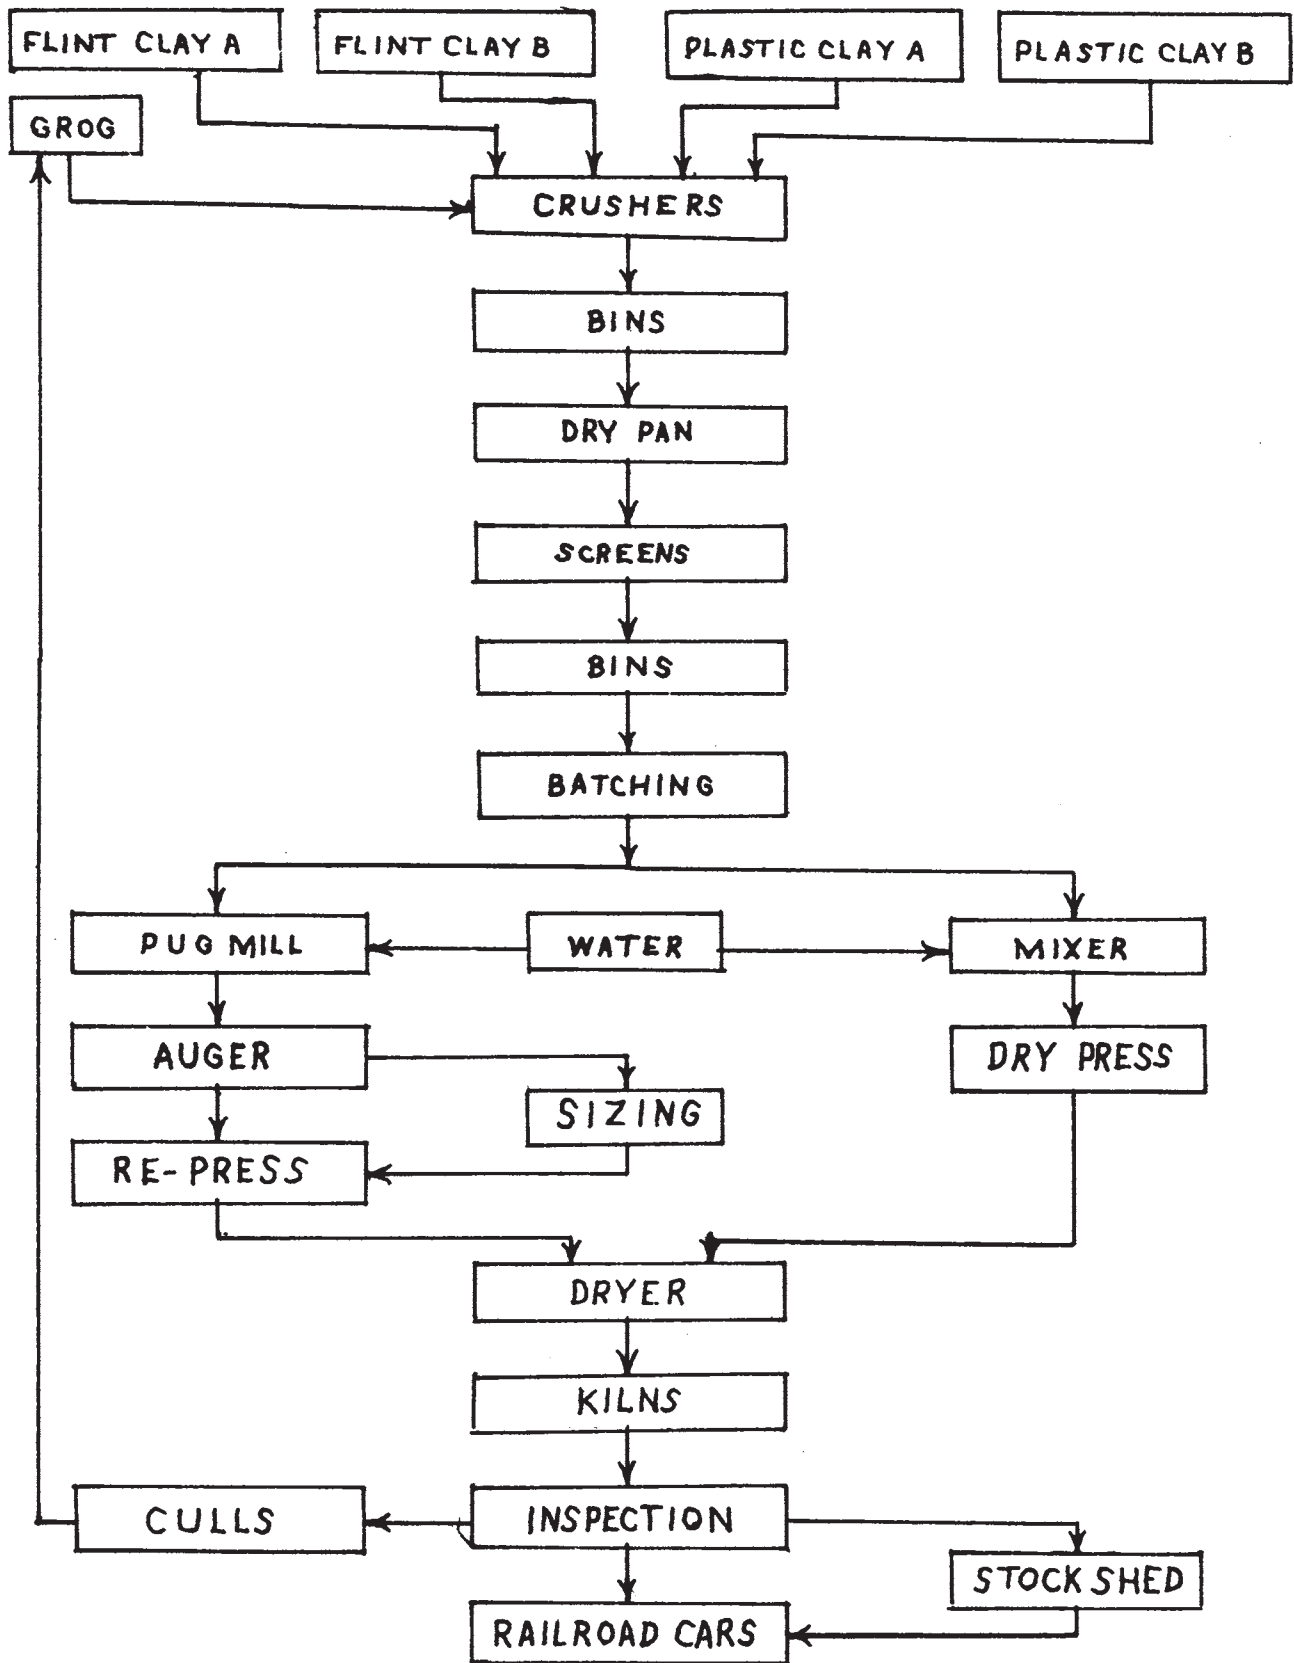 FLINT CLAY A
FLINT CLAY B
PLASTIC CLAY A
PLASTIC CLAY B
GROG
CRUSHERS
BINS
DRY PAN
SCREENS
BINS
BATCHING
PUG MILL
WATER
MIXER
AUGER
DRY PRESS
SIZING
RE-PRESS
DRYER
KILNS
CULLS
INSPECTION
STOCK SHED
RAILROAD CARS